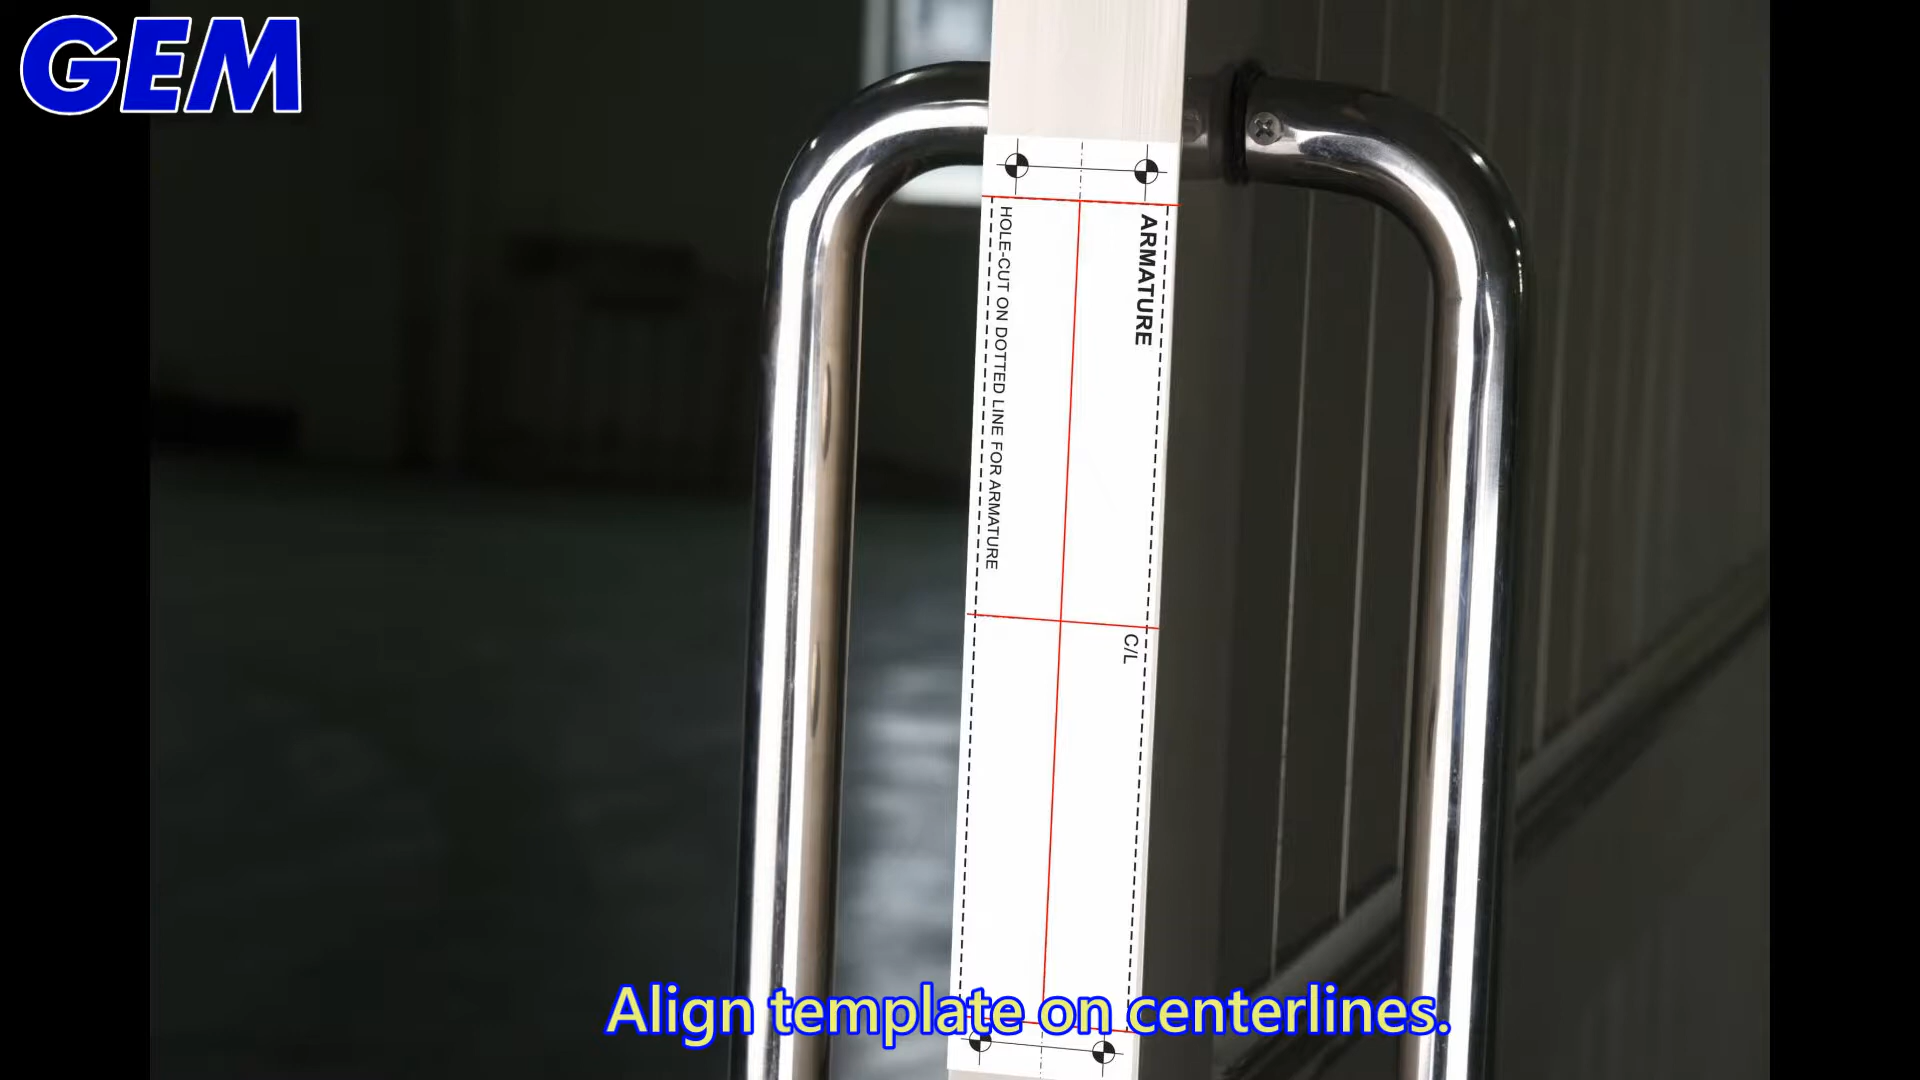 GEM
ARMATURE
HOLE-CUT ON DOTTED LINE FOR ARMATURE
C/L
Align template on centerlines.